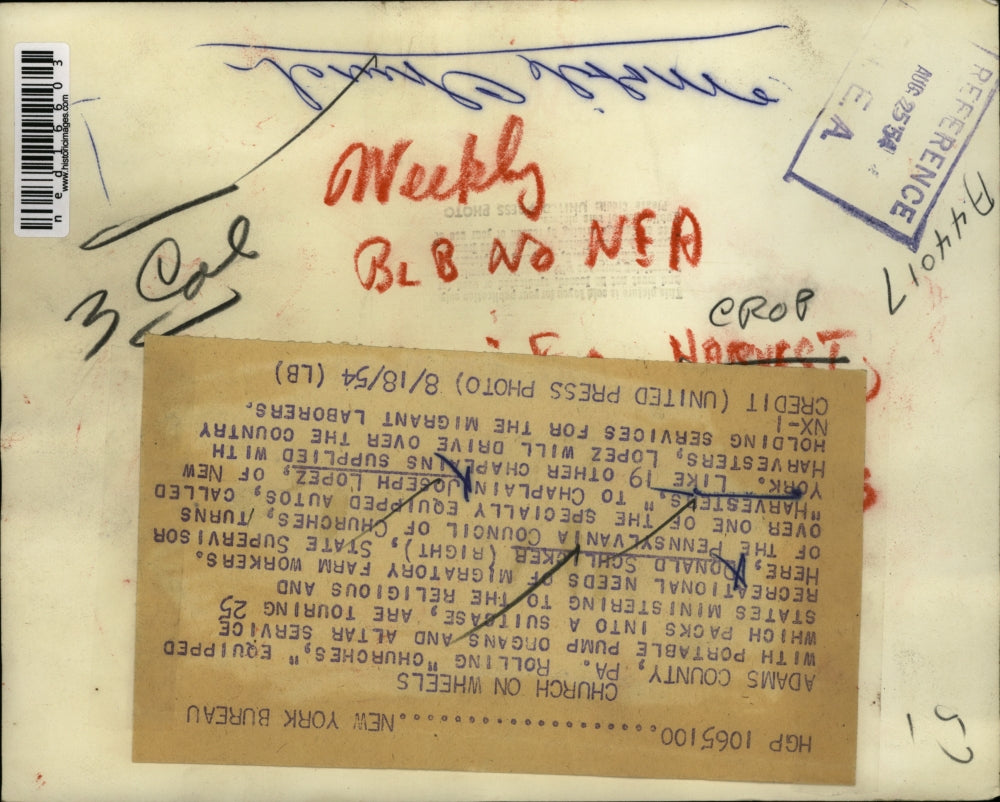 ned16603
www.historicimages.com
REFERENCE
AUG 25 '54
E.A.
A44017
Weekly
BLB NO NEA
3 Col
CROP
HARVEST
HGP 1065100....................NEW YORK BUREAU
CHURCH ON WHEELS
ADAMS COUNTY, PA.  ROLLING "CHURCHES," EQUIPPED
WITH PORTABLE PUMP ORGANS AND ALTAR SERVICE
WHICH PACKS INTO A SUITCASE, ARE TOURING 25
STATES MINISTERING TO THE RELIGIOUS AND
RECREATIONAL NEEDS OF MIGRATORY FARM WORKERS.
HERE, DONALD SCHLICKER (RIGHT), STATE SUPERVISOR
OF THE PENNSYLVANIA COUNCIL OF CHURCHES, TURNS
OVER ONE OF THE SPECIALLY EQUIPPED AUTOS, CALLED
"HARVESTERS," TO CHAPLAIN JOSEPH LOPEZ, OF NEW
YORK.  LIKE 19 OTHER CHAPLAINS SUPPLIED WITH
HARVESTERS, LOPEZ WILL DRIVE OVER THE COUNTRY
HOLDING SERVICES FOR THE MIGRANT LABORERS.
NX-1
CREDIT (UNITED PRESS PHOTO) 8/18/54 (LB)